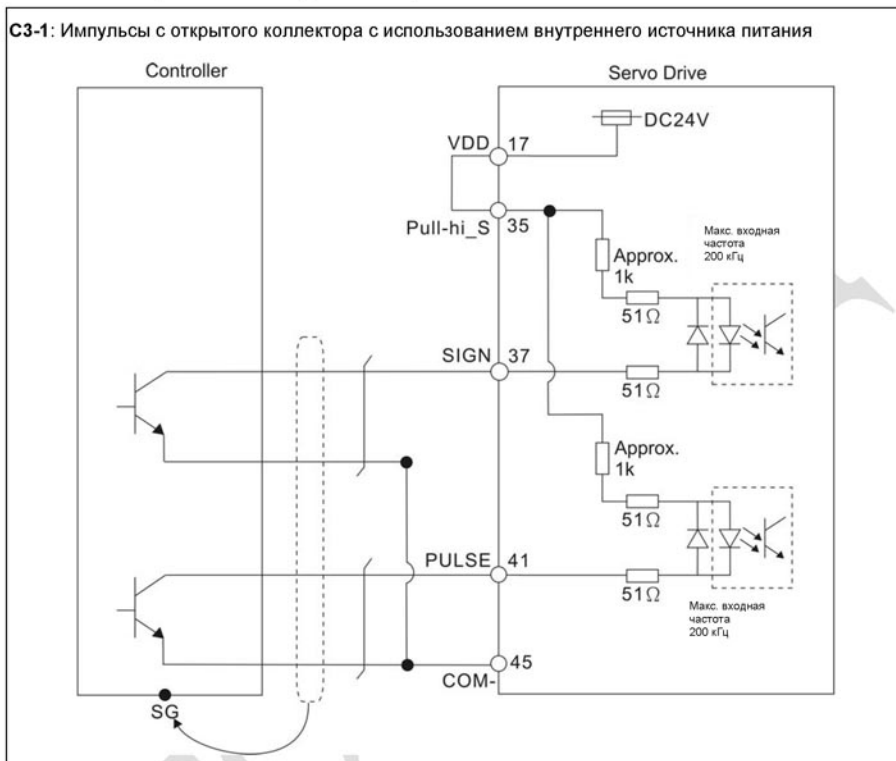 C3-1: Импульсы с открытого коллектора с использованием внутреннего источника питания
Controller
Servo Drive
DC24V
VDD
17
Pull-hi_S
35
Макс. входная
частота
200 кГц
Approx.
1k
51Ω
SIGN
37
51Ω
Approx.
1k
51Ω
PULSE
41
51Ω
Макс. входная
частота
200 кГц
45
COM-
SG